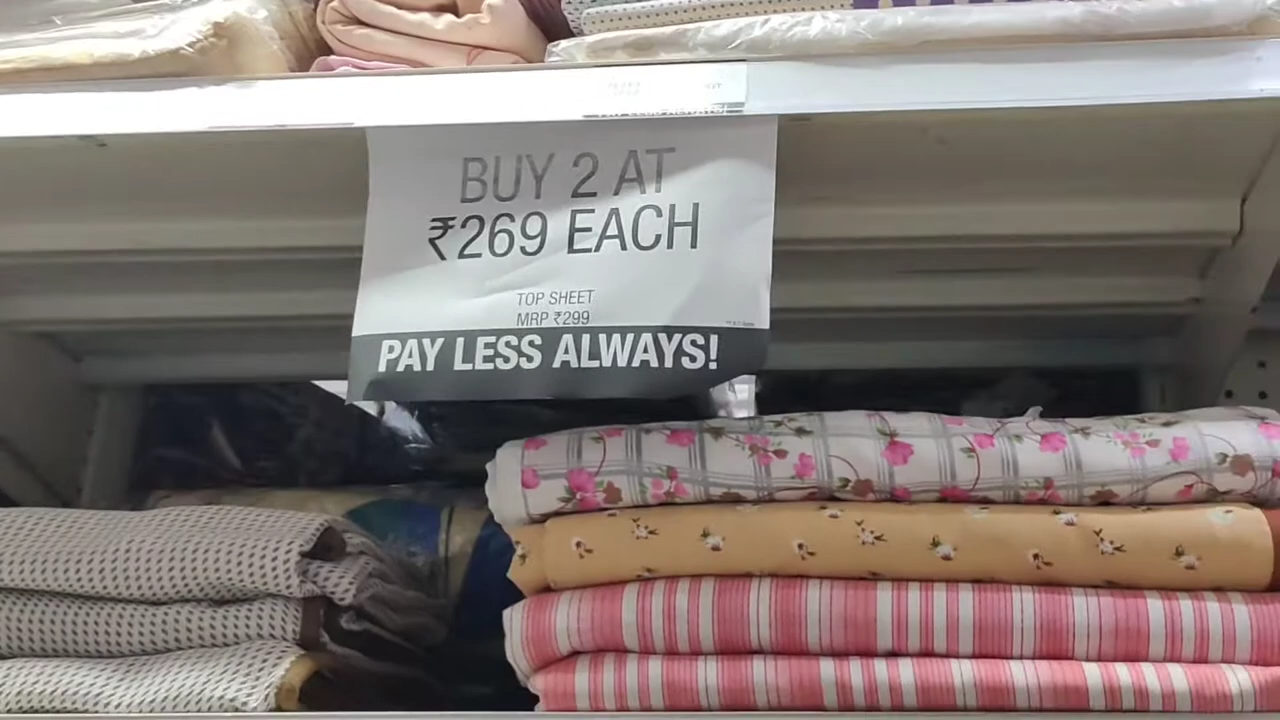 BUY 2 AT
₹269 EACH
TOP SHEET
MRP ₹299
PAY LESS ALWAYS!